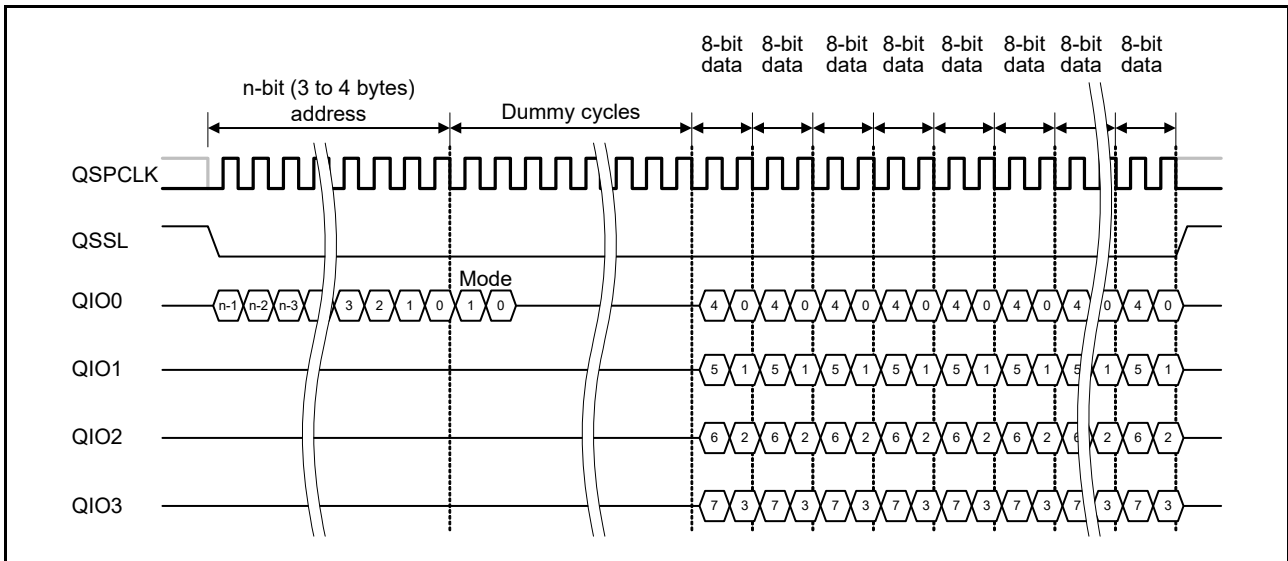 8-bit 8-bit 8-bit 8-bit 8-bit 8-bit 8-bit 8-bit
data data data data data data data data
n-bit (3 to 4 bytes)
address
Dummy cycles
QSPCLK
QSSL
Mode
QIO0 n-1 n-2 n-3 3 2 1 0 1 0 4 0 4 0 4 0 4 0 4 0 4 0 4 0 4 0
QIO1 5 1 5 1 5 1 5 1 5 1 5 1 5 1 5 1
QIO2 6 2 6 2 6 2 6 2 6 2 6 2 6 2 6 2
QIO3 7 3 7 3 7 3 7 3 7 3 7 3 7 3 7 3